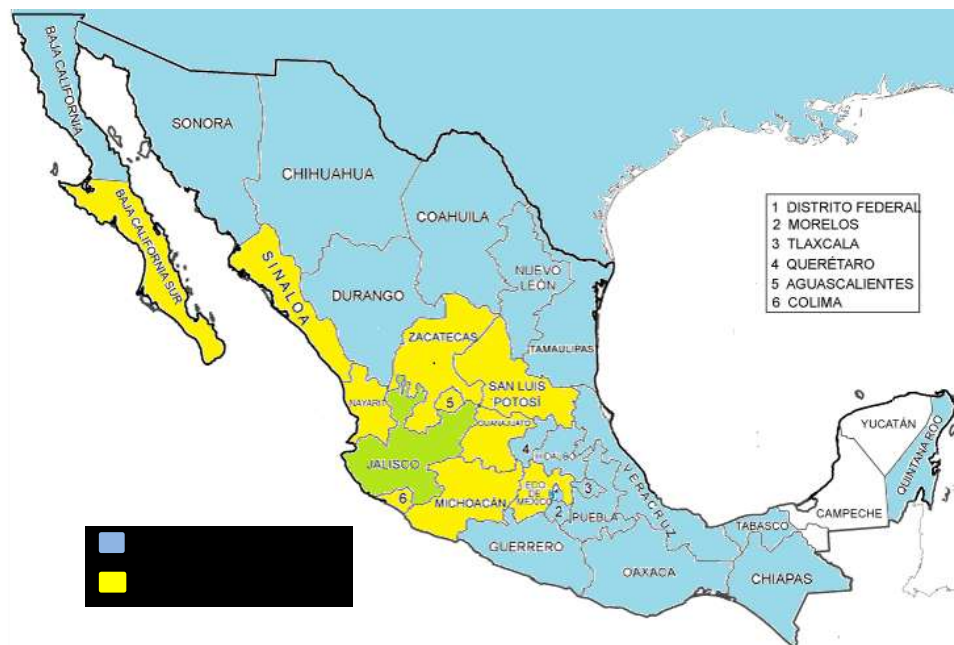 BAJA CALIFORNIA
SONORA
CHIHUAHUA
COAHUILA
BAJA CALIFORNIA SUR
SINALOA
DURANGO
NUEVO
LEÓN
TAMAULIPAS
ZACATECAS
SAN LUIS
POTOSÍ
NAYARIT
5
GUANAJUATO
JALISCO
4
HIDALGO
6
MICHOACÁN
EDO
DE
MEXICO
1
2
3
PUEBLA
VERACRUZ
GUERRERO
OAXACA
TABASCO
CHIAPAS
CAMPECHE
YUCATÁN
QUINTANA ROO
1 DISTRITO FEDERAL
2 MORELOS
3 TLAXCALA
4 QUERÉTARO
5 AGUASCALIENTES
6 COLIMA